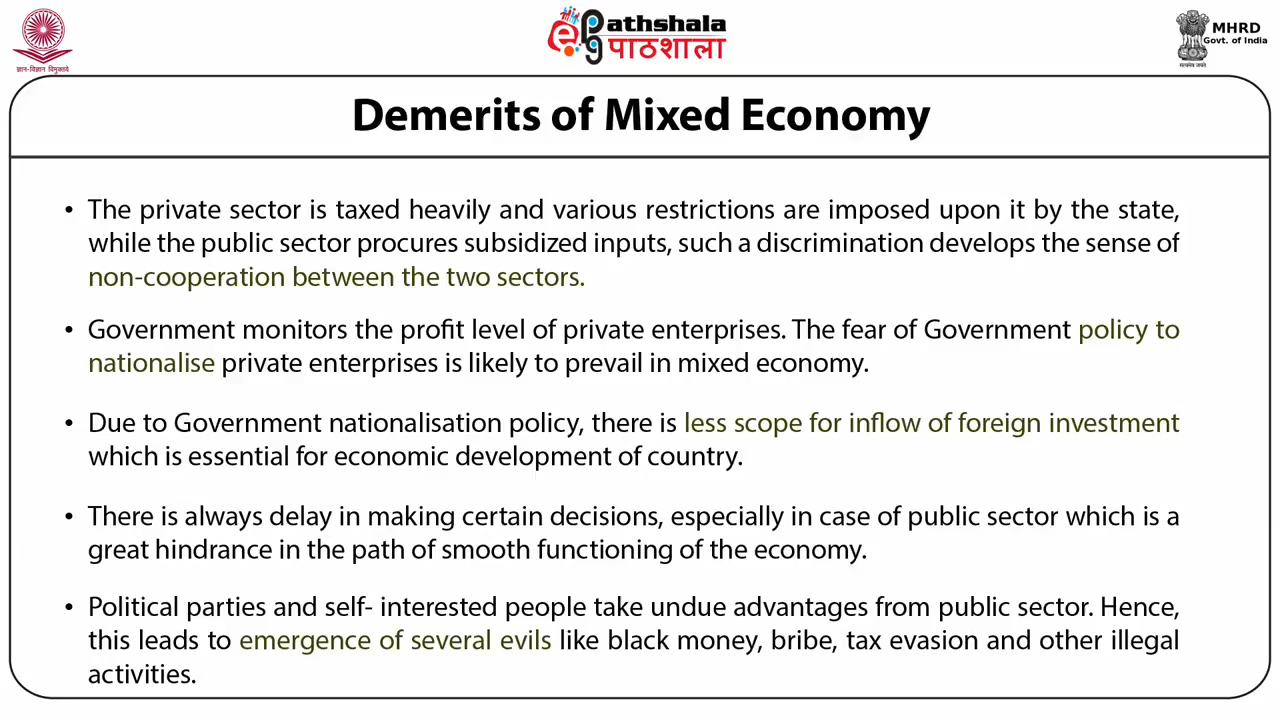 ज्ञान-विज्ञान विमुक्तये
ePathshala
पाठशाला
MHRD
Govt. of India
सत्यमेव जयते
Demerits of Mixed Economy
• The private sector is taxed heavily and various restrictions are imposed upon it by the state,
while the public sector procures subsidized inputs, such a discrimination develops the sense of
non-cooperation between the two sectors.
• Government monitors the profit level of private enterprises. The fear of Government policy to
nationalise private enterprises is likely to prevail in mixed economy.
• Due to Government nationalisation policy, there is less scope for inflow of foreign investment
which is essential for economic development of country.
• There is always delay in making certain decisions, especially in case of public sector which is a
great hindrance in the path of smooth functioning of the economy.
• Political parties and self- interested people take undue advantages from public sector. Hence,
this leads to emergence of several evils like black money, bribe, tax evasion and other illegal
activities.